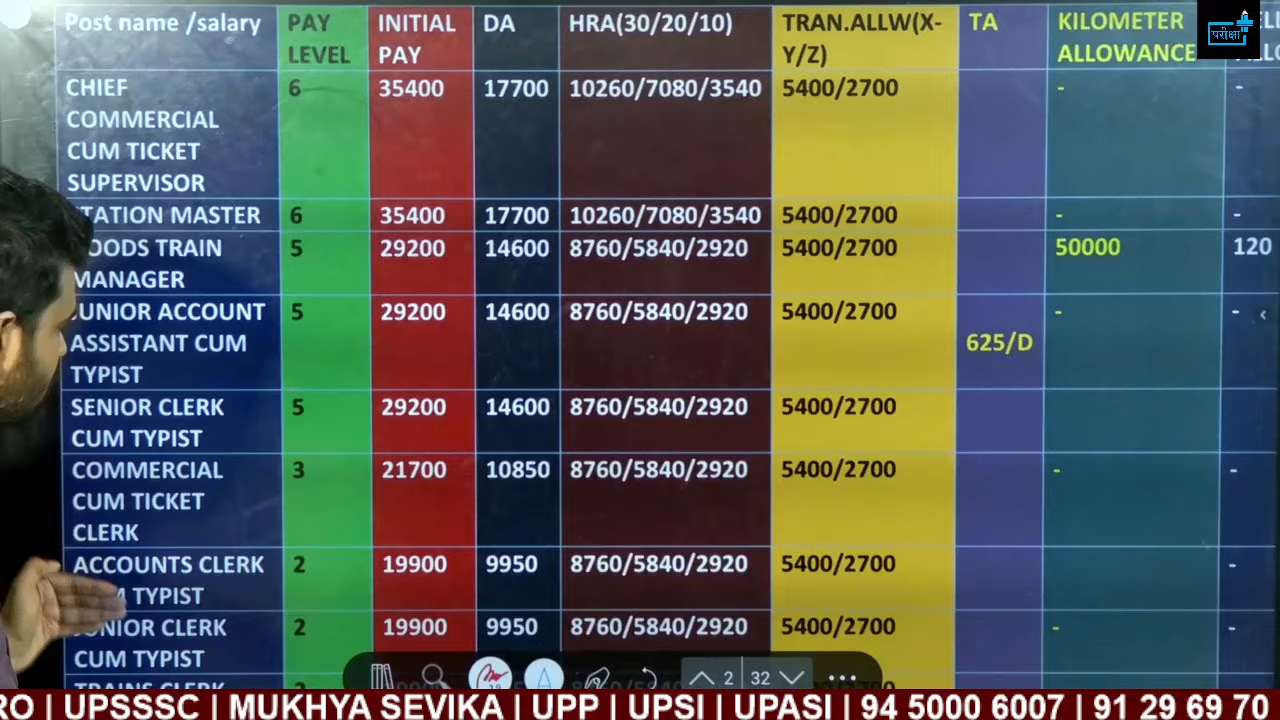 Post name /salary
PAY LEVEL
INITIAL PAY
DA
HRA(30/20/10)
TRAN.ALLW(X-Y/Z)
TA
KILOMETER ALLOWANCE
परीक्षा
CHIEF COMMERCIAL CUM TICKET SUPERVISOR
6
35400
17700
10260/7080/3540
5400/2700
-
-
STATION MASTER
6
35400
17700
10260/7080/3540
5400/2700
-
-
OODS TRAIN MANAGER
5
29200
14600
8760/5840/2920
5400/2700
50000
120
UNIOR ACCOUNT ASSISTANT CUM TYPIST
5
29200
14600
8760/5840/2920
5400/2700
625/D
-
-
SENIOR CLERK CUM TYPIST
5
29200
14600
8760/5840/2920
5400/2700
COMMERCIAL CUM TICKET CLERK
3
21700
10850
8760/5840/2920
5400/2700
-
-
ACCOUNTS CLERK
TYPIST
2
19900
9950
8760/5840/2920
5400/2700
-
JUNIOR CLERK CUM TYPIST
2
19900
9950
8760/5840/2920
5400/2700
-
-
TRAINS CLERK
2 | 32
RO | UPSSSC | MUKHYA SEVIKA | UPP | UPSI | UPASI | 94 5000 6007 | 91 29 69 70